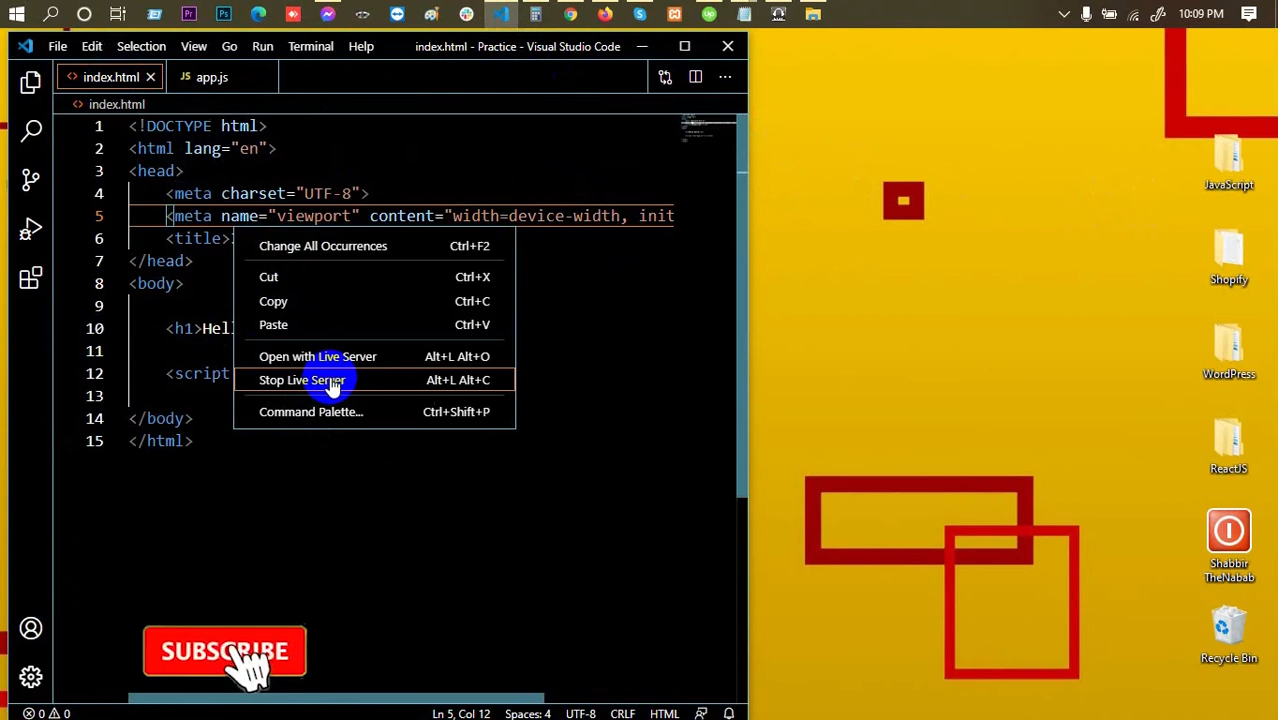 10:09 PM
File Edit Selection View Go Run Terminal Help index.html - Practice - Visual Studio Code
index.html JS app.js
<> index.html
1 <!DOCTYPE html>
2 <html lang="en">
3 <head>
4 <meta charset="UTF-8">
5 <meta name="viewport" content="width=device-width, init
6 <title>
7 </head>
8 <body>
9
10 <h1>Hell
11
12 <script
13
14 </body>
15 </html>
Change All Occurrences Ctrl+F2
Cut Ctrl+X
Copy Ctrl+C
Paste Ctrl+V
Open with Live Server Alt+L Alt+O
Stop Live Server Alt+L Alt+C
Command Palette... Ctrl+Shift+P
JavaScript
Shopify
WordPress
ReactJS
Shabbir
TheNabab
Recycle Bin
SUBSCRIBE
0 0 Ln 5, Col 12 Spaces: 4 UTF-8 CRLF HTML